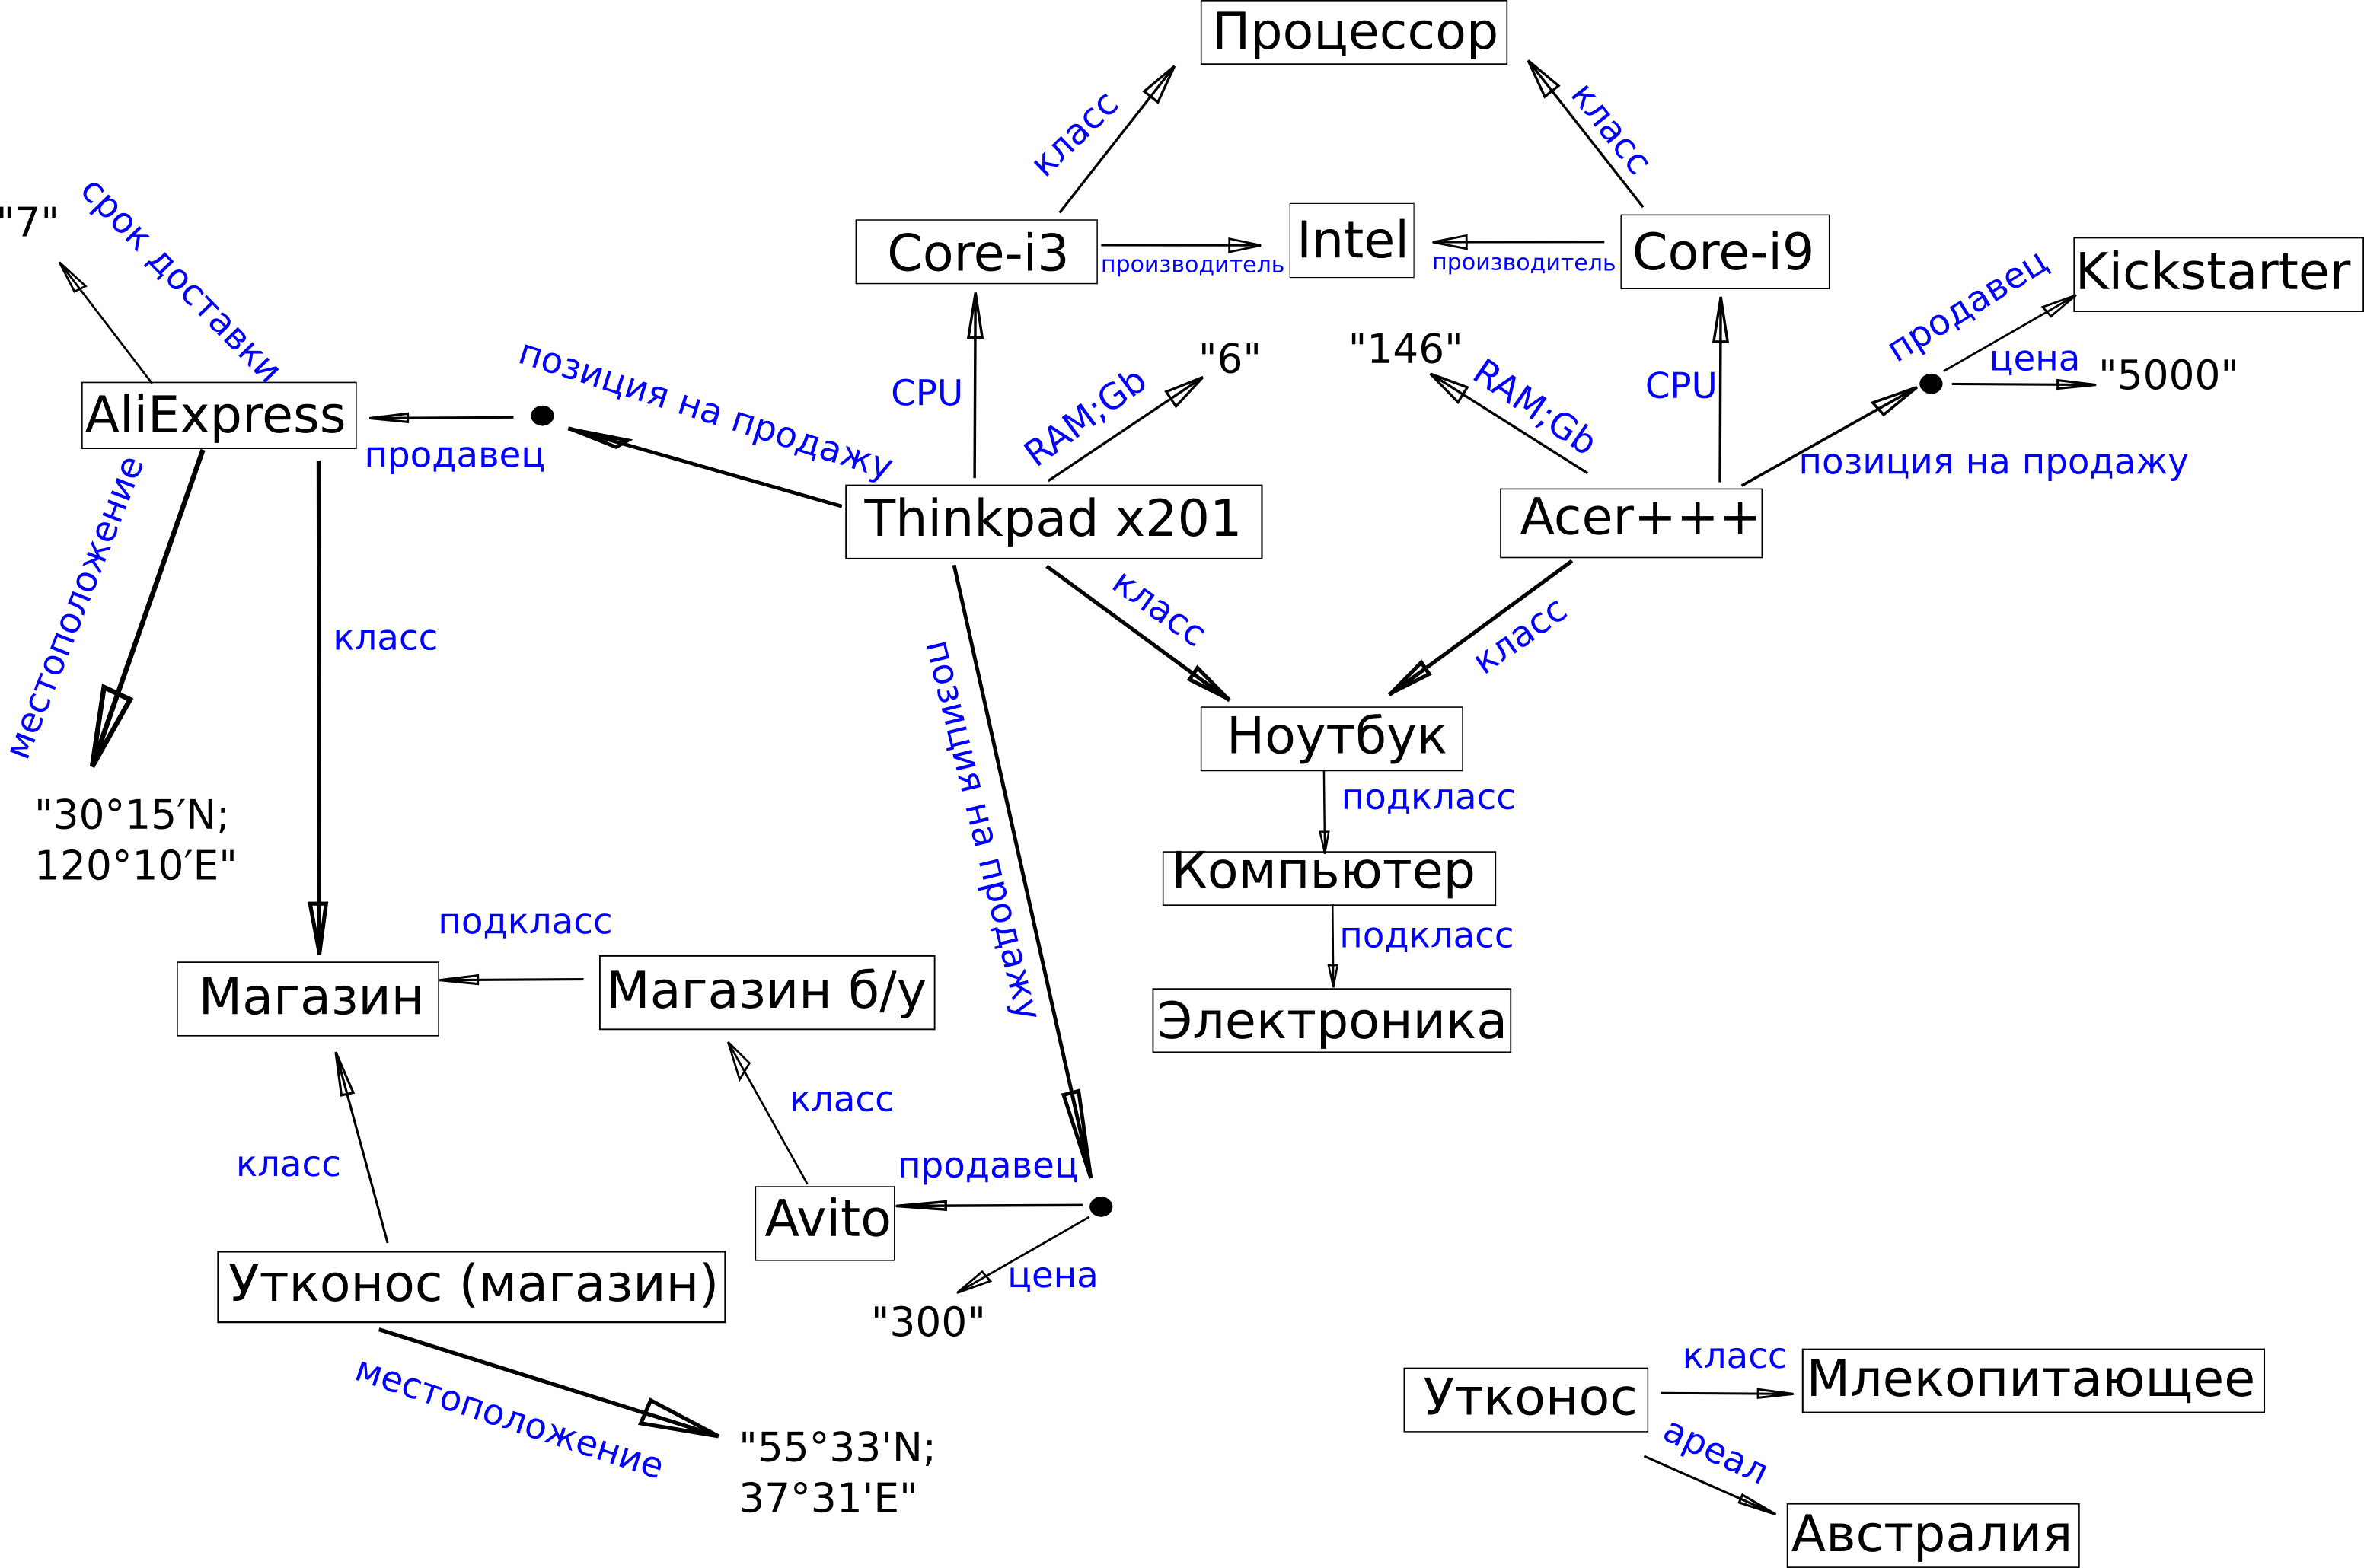 Процессор
класс
класс
срок доставки
"7"
Core-i3
Intel
Core-i9
производитель
производитель
Kickstarter
продавец
цена
"5000"
позиция на продажу
CPU
RAM;Gb
"6"
"146"
RAM;Gb
CPU
AliExpress
продавец
позиция на продажу
Thinkpad x201
Acer+++
местоположение
класс
класс
класс
позиция на продажу
Ноутбук
подкласс
"30°15′N;
120°10′E"
Компьютер
подкласс
подкласс
Магазин
Магазин б/у
Электроника
класс
класс
продавец
Avito
Утконос (магазин)
цена
"300"
местоположение
"55°33'N;
37°31'E"
класс
Утконос
Млекопитающее
ареал
Австралия